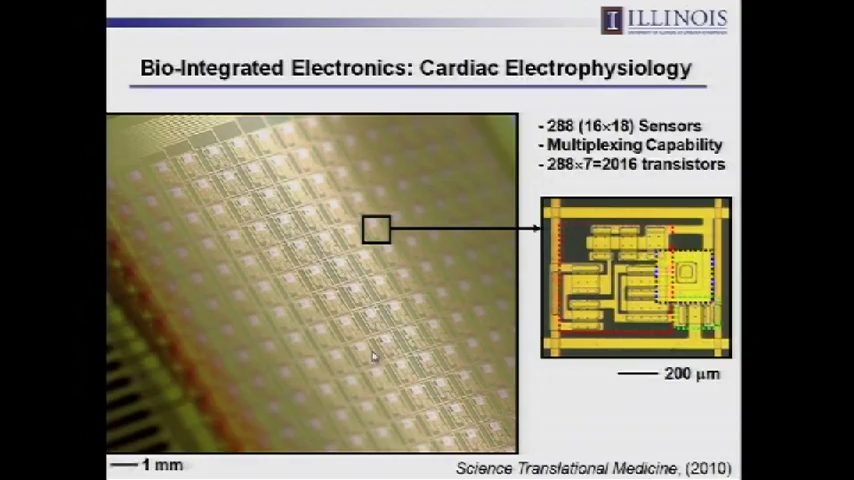 ILLINOIS
Bio-Integrated Electronics: Cardiac Electrophysiology
- 288 (16×18) Sensors
- Multiplexing Capability
- 288×7=2016 transistors
200 μm
1 mm
Science Translational Medicine, (2010)